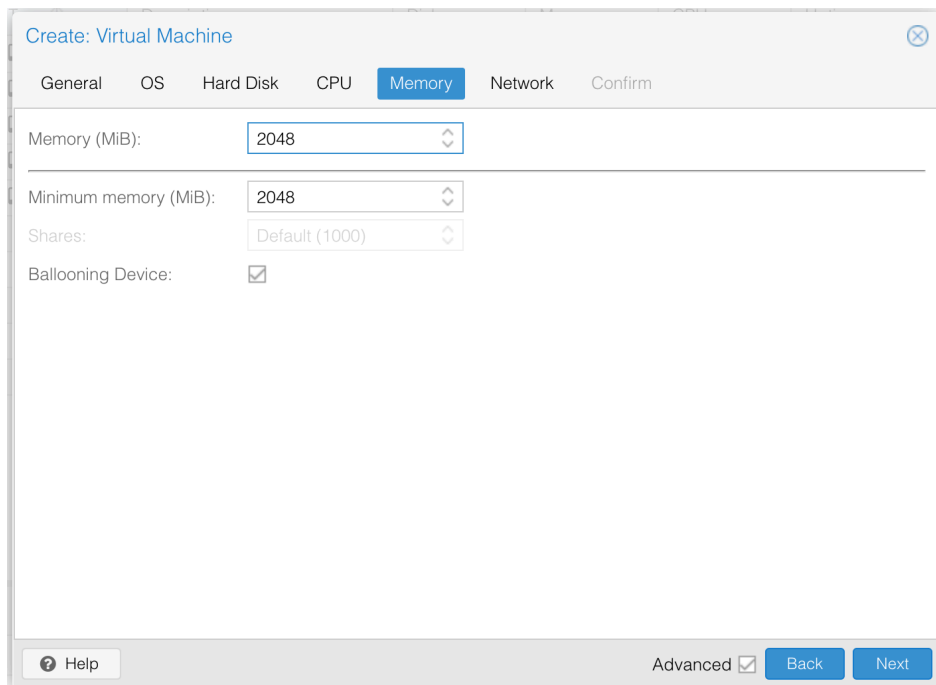 Create: Virtual Machine
General OS Hard Disk CPU Memory Network Confirm
Memory (MiB): 2048
Minimum memory (MiB): 2048
Shares: Default (1000)
Ballooning Device:
Help Advanced Back Next